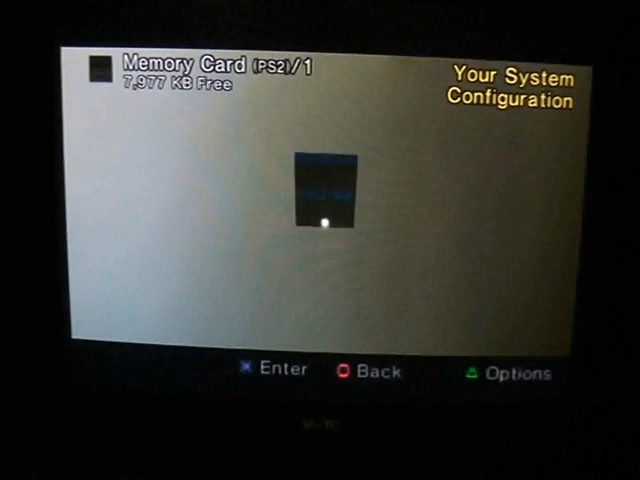 Memory Card (PS2)/1
7,977 KB Free
Your System
Configuration
Enter
Back
Options